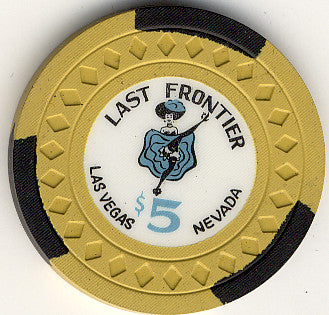 LAST FRONTIER
LAS VEGAS
$5
NEVADA